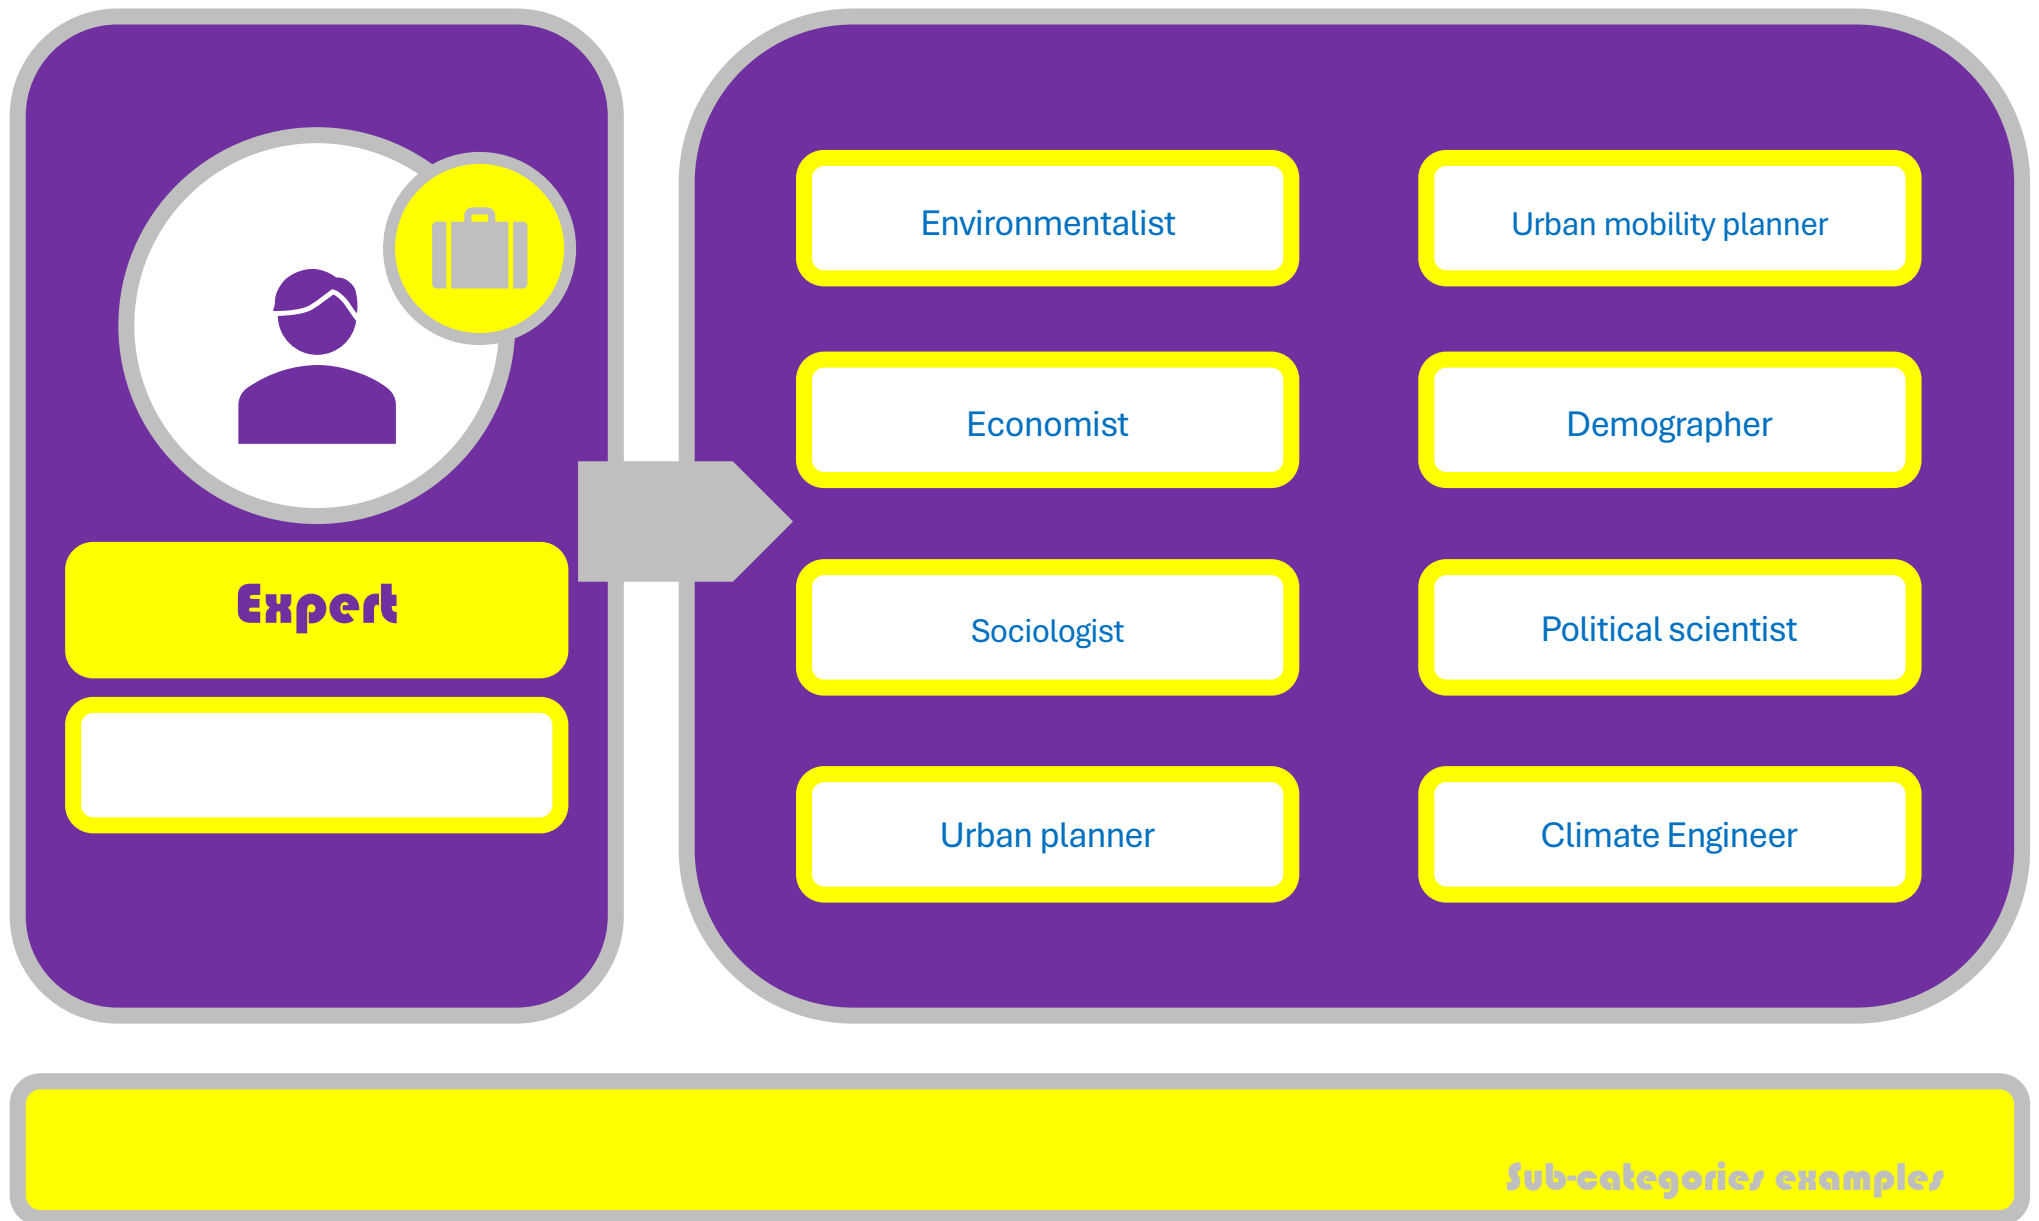 Expert
Environmentalist
Urban mobility planner
Economist
Demographer
Sociologist
Political scientist
Urban planner
Climate Engineer
Sub-categories examples